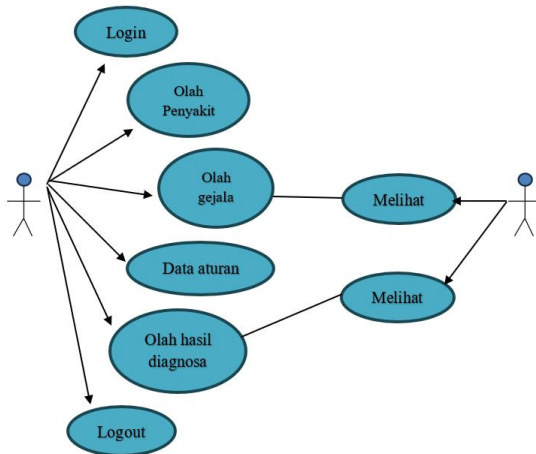 Login
Olah
Penyakit
Olah
gejala
Melihat
Data aturan
Melihat
Olah hasil
diagnosa
Logout